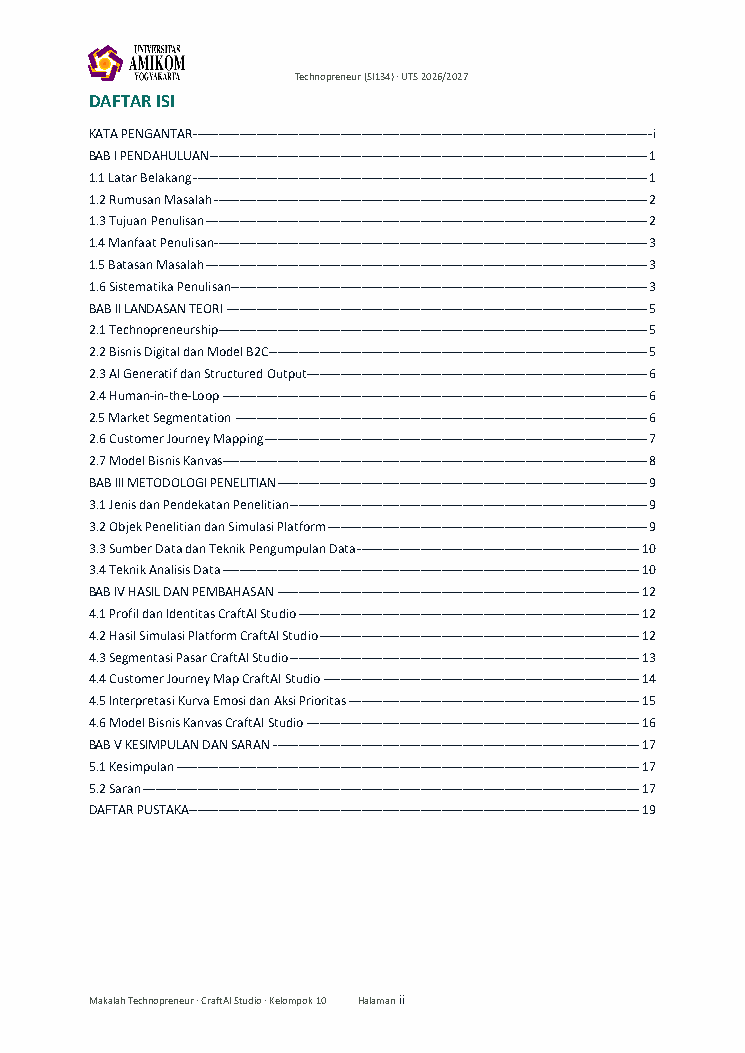 UNIVERSITAS
AMIKOM
YOGYAKARTA
Technopreneur (SI134) · UTS 2026/2027
DAFTAR ISI
KATA PENGANTAR i
BAB I PENDAHULUAN 1
1.1 Latar Belakang 1
1.2 Rumusan Masalah 2
1.3 Tujuan Penulisan 2
1.4 Manfaat Penulisan 3
1.5 Batasan Masalah 3
1.6 Sistematika Penulisan 3
BAB II LANDASAN TEORI 5
2.1 Technopreneurship 5
2.2 Bisnis Digital dan Model B2C 5
2.3 AI Generatif dan Structured Output 6
2.4 Human-in-the-Loop 6
2.5 Market Segmentation 6
2.6 Customer Journey Mapping 7
2.7 Model Bisnis Kanvas 8
BAB III METODOLOGI PENELITIAN 9
3.1 Jenis dan Pendekatan Penelitian 9
3.2 Objek Penelitian dan Simulasi Platform 9
3.3 Sumber Data dan Teknik Pengumpulan Data 10
3.4 Teknik Analisis Data 10
BAB IV HASIL DAN PEMBAHASAN 12
4.1 Profil dan Identitas CraftAI Studio 12
4.2 Hasil Simulasi Platform CraftAI Studio 12
4.3 Segmentasi Pasar CraftAI Studio 13
4.4 Customer Journey Map CraftAI Studio 14
4.5 Interpretasi Kurva Emosi dan Aksi Prioritas 15
4.6 Model Bisnis Kanvas CraftAI Studio 16
BAB V KESIMPULAN DAN SARAN 17
5.1 Kesimpulan 17
5.2 Saran 17
DAFTAR PUSTAKA 19
Makalah Technopreneur · CraftAI Studio · Kelompok 10 Halaman ii